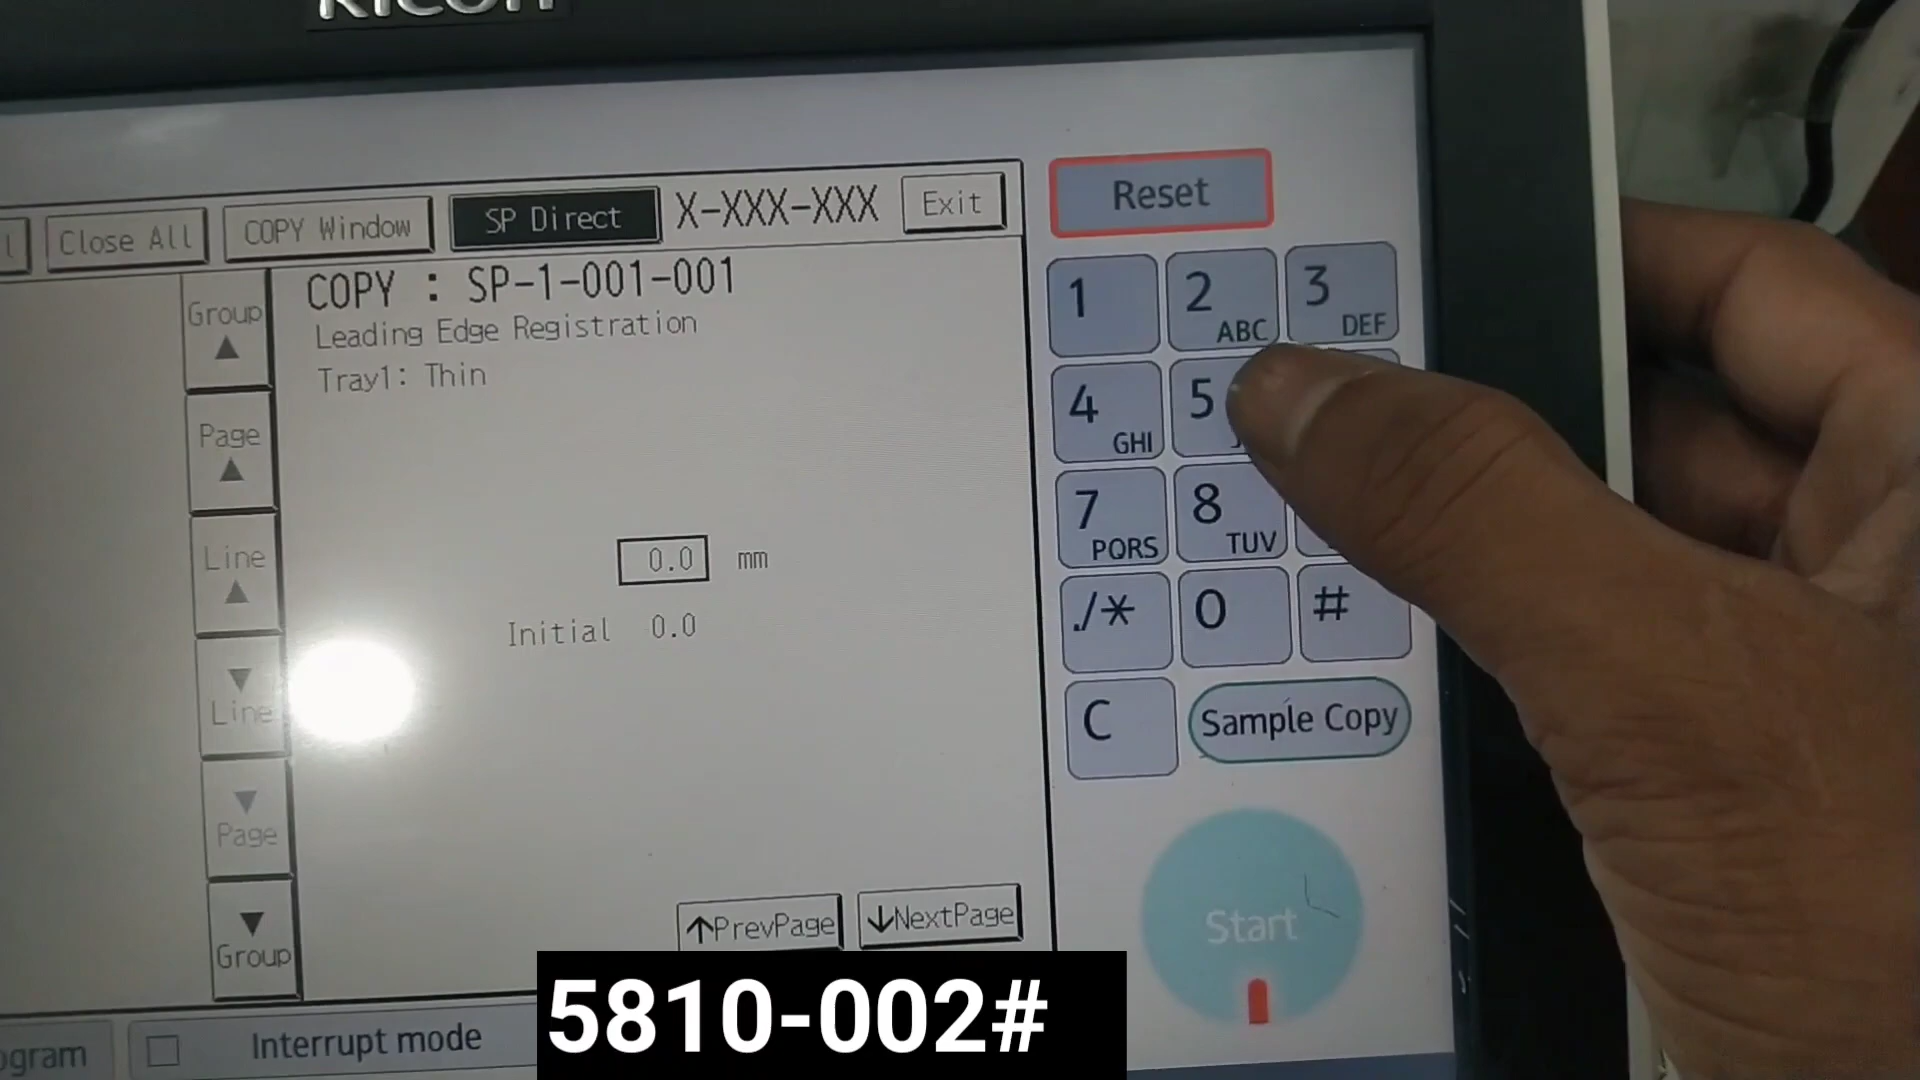 RICOH
Close All
COPY Window
SP Direct
X-XXX-XXX
Exit
Reset
COPY : SP-1-001-001
Leading Edge Registration
Tray1: Thin
Group
Page
Line
Line
Page
Group
0.0 mm
Initial 0.0
↑PrevPage
↓NextPage
1
2 ABC
3 DEF
4 GHI
5
7 PQRS
8 TUV
./*
0
#
C
Sample Copy
Start
Interrupt mode
5810-002#